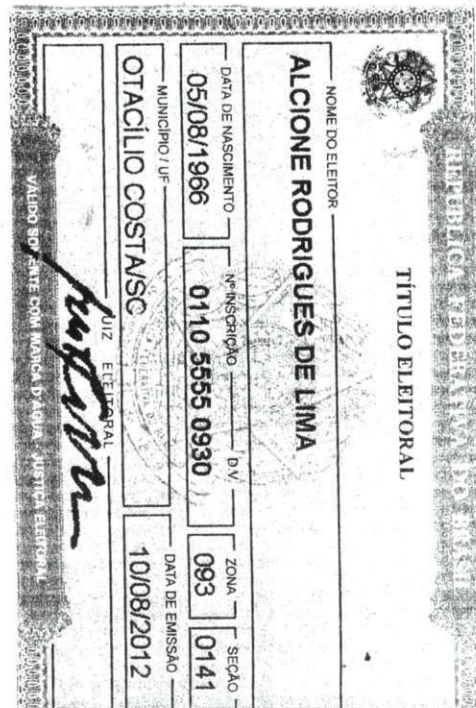 REPÚBLICA FEDERATIVA DO BRASIL
TÍTULO ELEITORAL
NOME DO ELEITOR
ALCIONE RODRIGUES DE LIMA
DATA DE NASCIMENTO Nº INSCRIÇÃO D.V. ZONA SEÇÃO
05/08/1966 0110 5555 0930 093 0141
MUNICÍPIO / UF DATA DE EMISSÃO
OTACÍLIO COSTA/SC 10/08/2012
JUIZ ELEITORAL
VÁLIDO SOMENTE COM MARCA D'ÁGUA JUSTIÇA ELEITORAL